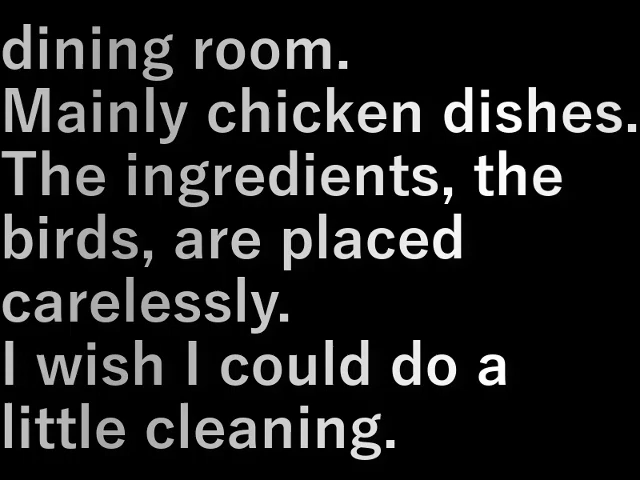 dining room.
Mainly chicken dishes.
The ingredients, the
birds, are placed
carelessly.
I wish I could do a
little cleaning.